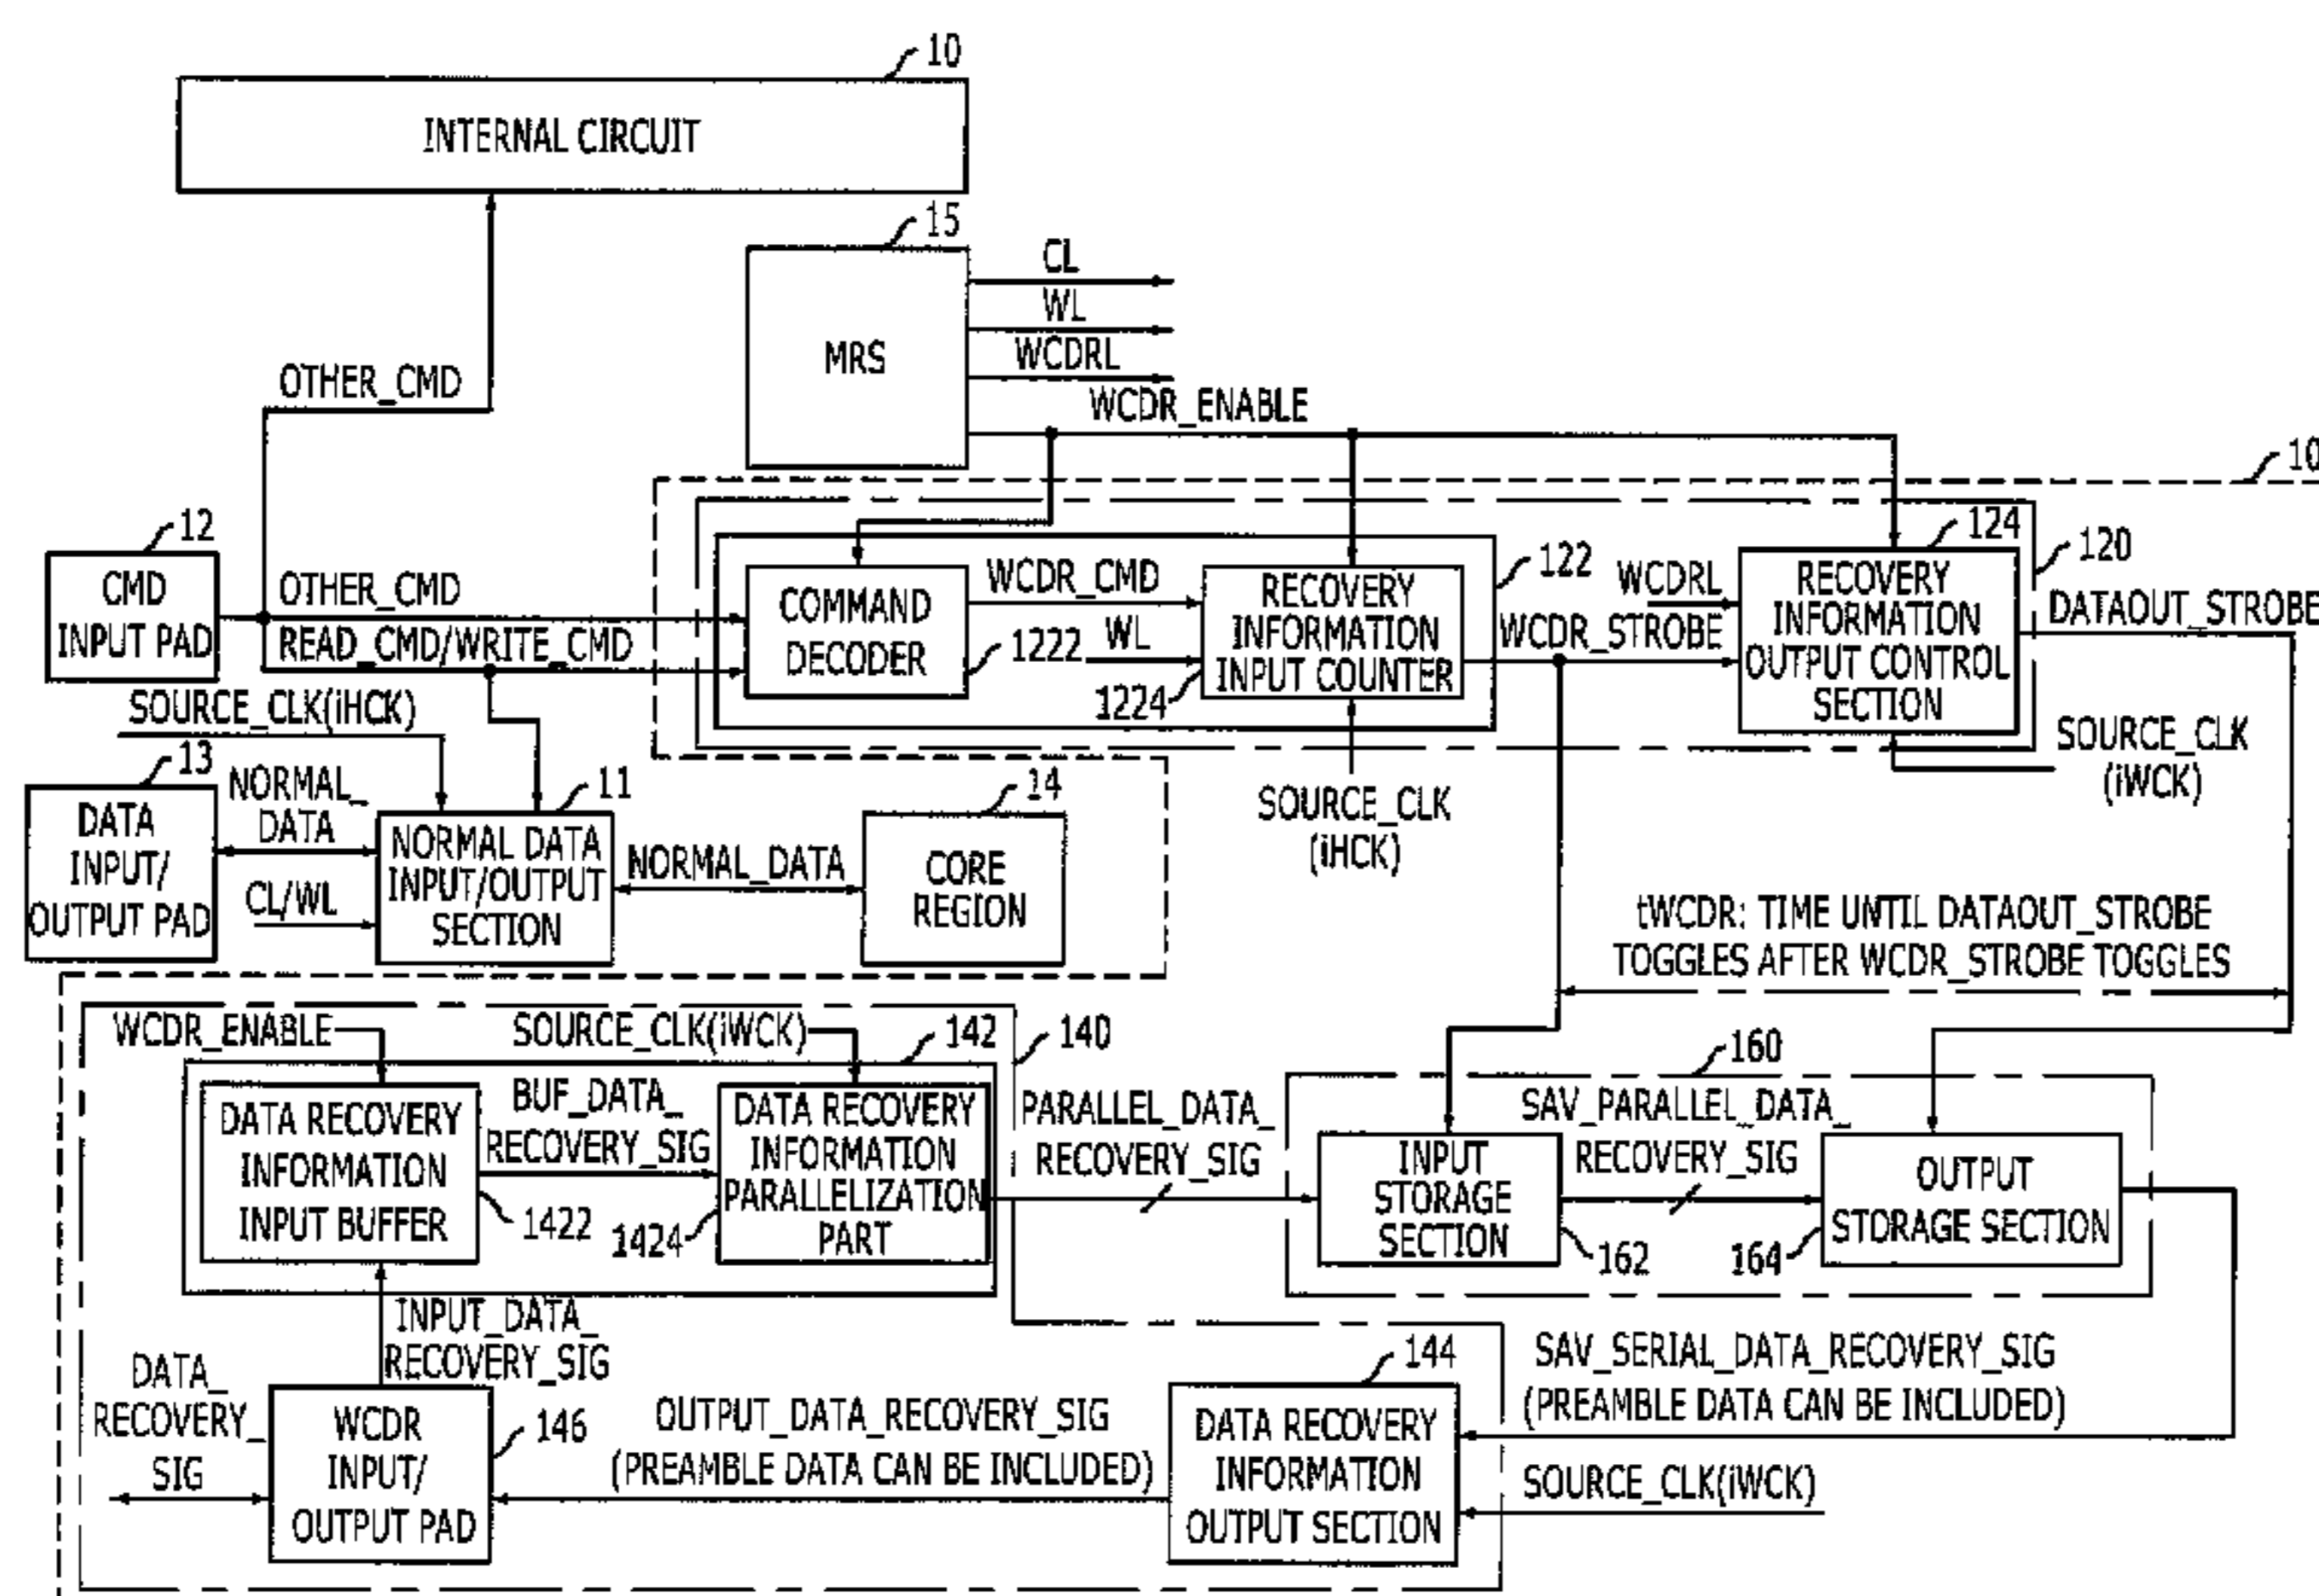 10
INTERNAL CIRCUIT
15
MRS
CL
WL
WCDRL
WCDR_ENABLE
OTHER_CMD
10
12
CMD
INPUT PAD
OTHER_CMD
READ_CMD/WRITE_CMD
COMMAND
DECODER
1222
WCDR_CMD
WL
1224
RECOVERY
INFORMATION
INPUT COUNTER
122
WCDR_STROBE
WCDRL
124
RECOVERY
INFORMATION
OUTPUT CONTROL
SECTION
120
DATAOUT_STROBE
SOURCE_CLK
(iWCK)
SOURCE_CLK
(iHCK)
SOURCE_CLK(iHCK)
13
DATA
INPUT/
OUTPUT PAD
NORMAL_
DATA
CL/WL
11
NORMAL DATA
INPUT/OUTPUT
SECTION
NORMAL_DATA
14
CORE
REGION
tWCDR: TIME UNTIL DATAOUT_STROBE
TOGGLES AFTER WCDR_STROBE TOGGLES
WCDR_ENABLE
SOURCE_CLK(iWCK)
142
140
DATA RECOVERY
INFORMATION
INPUT BUFFER
1422
BUF_DATA_
RECOVERY_SIG
1424
DATA RECOVERY
INFORMATION
PARALLELIZATION
PART
PARALLEL_DATA_
RECOVERY_SIG
160
INPUT
STORAGE
SECTION
162
SAV_PARALLEL_DATA_
RECOVERY_SIG
164
OUTPUT
STORAGE SECTION
INPUT_DATA_
RECOVERY_SIG
DATA_
RECOVERY_
SIG
WCDR
INPUT/
OUTPUT PAD
146
OUTPUT_DATA_RECOVERY_SIG
(PREAMBLE DATA CAN BE INCLUDED)
144
DATA RECOVERY
INFORMATION
OUTPUT SECTION
SAV_SERIAL_DATA_RECOVERY_SIG
(PREAMBLE DATA CAN BE INCLUDED)
SOURCE_CLK(iWCK)